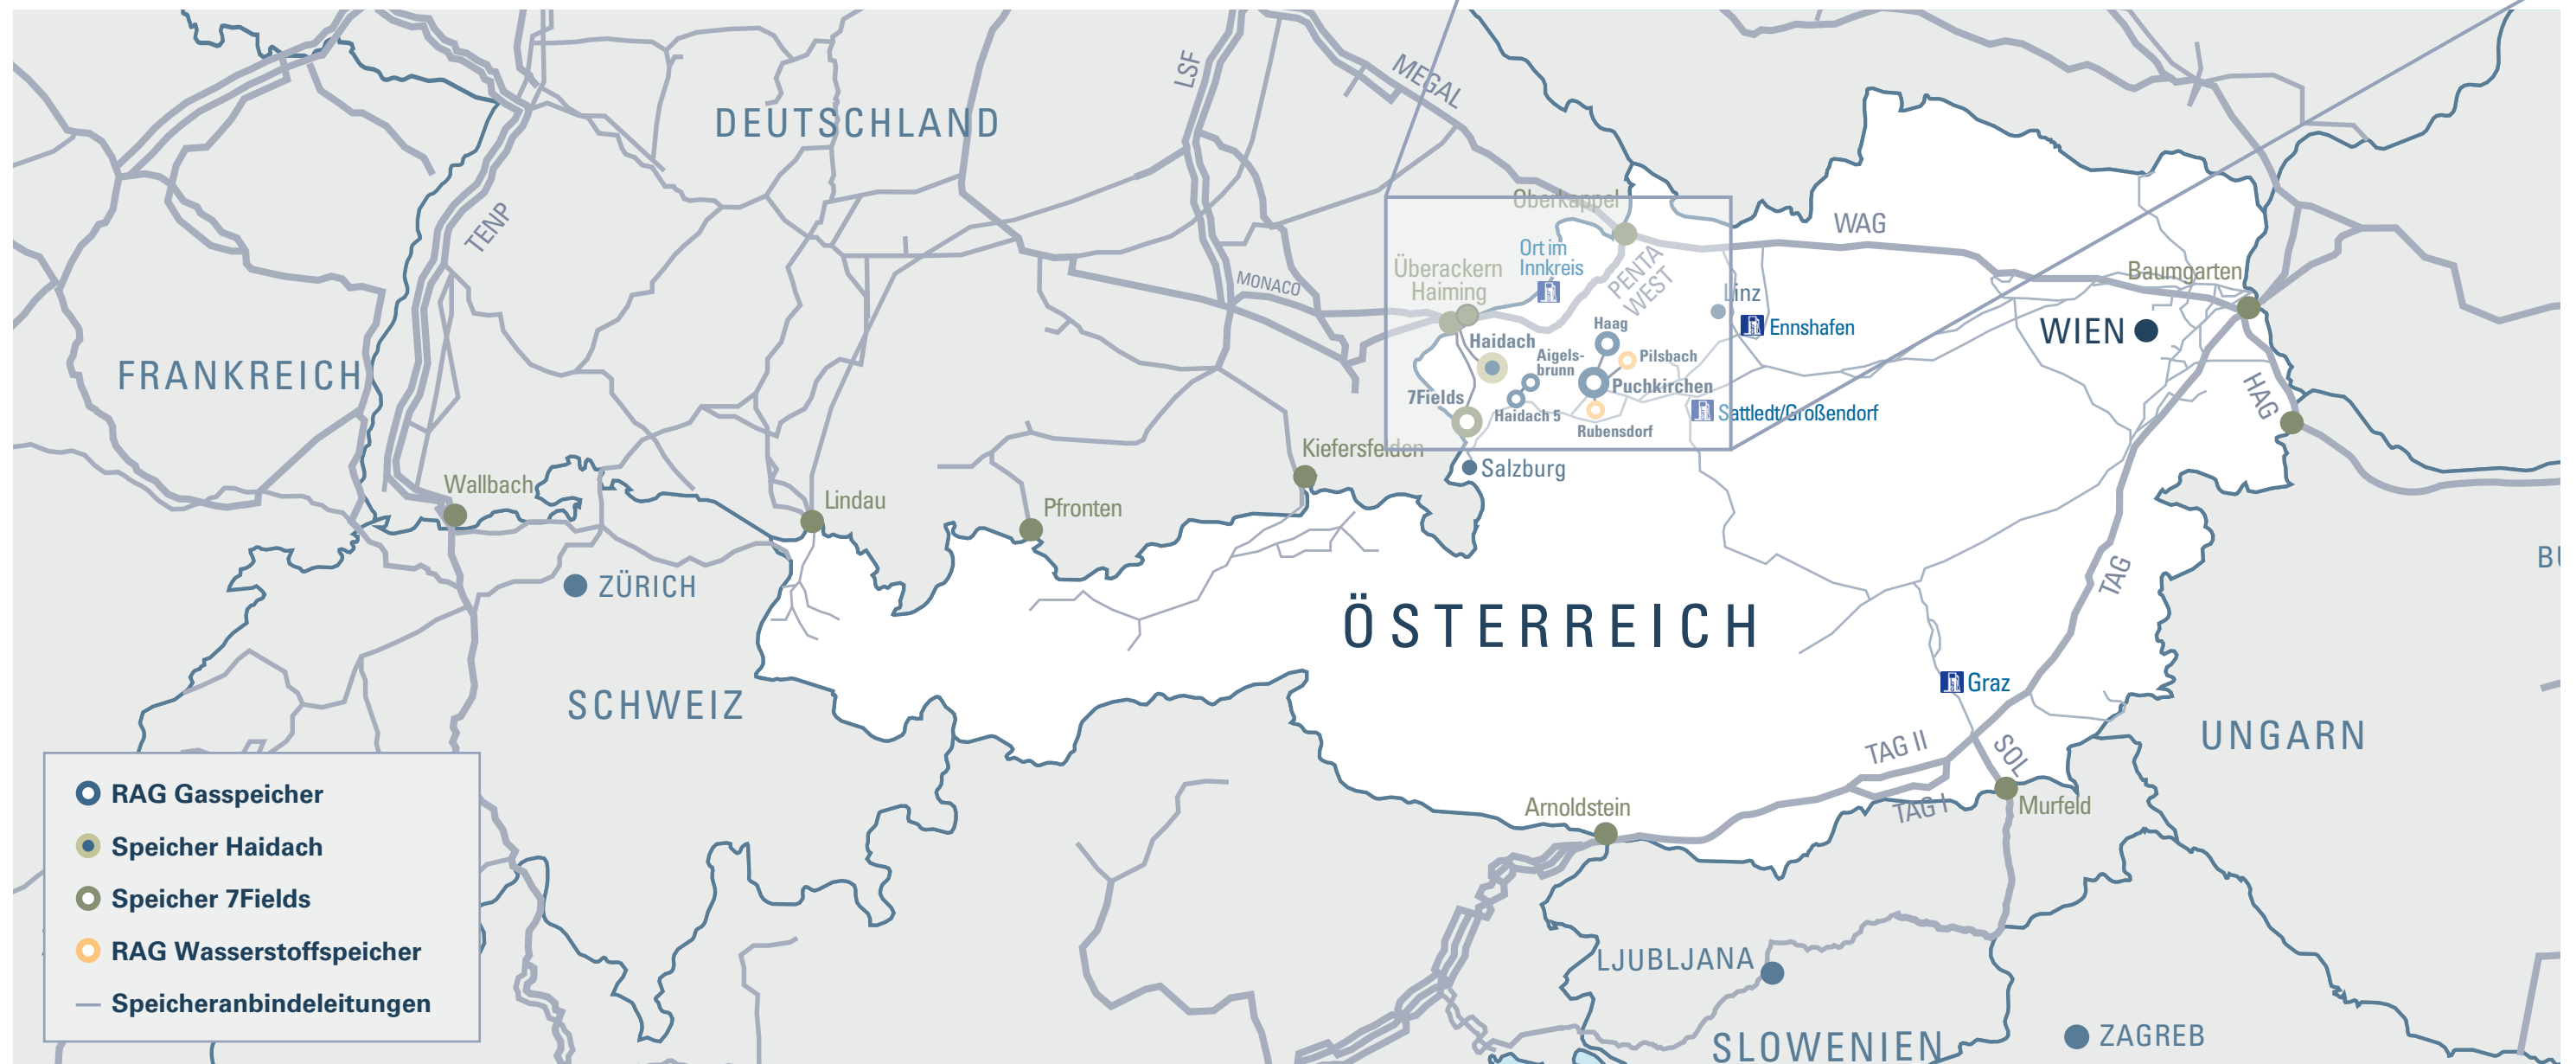 DEUTSCHLAND
LSF
MEGAL
TENP
Oberkappel
WAG
Ort im
Innkreis
Überackern
Haiming
PENTA
WEST
MONACO
Linz
Baumgarten
Ennshafen
WIEN
Haag
Haidach
Aigels-
brunn
Pilsbach
FRANKREICH
Puchkirchen
7Fields
Haidach 5
Sattledt/Großendorf
HAG
Rubensdorf
Kiefersfelden
Salzburg
Wallbach
Lindau
Pfronten
BU
ZÜRICH
TAG
ÖSTERREICH
Graz
SCHWEIZ
UNGARN
TAG II
SOL
TAG I
Murfeld
Arnoldstein
RAG Gasspeicher
Speicher Haidach
Speicher 7Fields
RAG Wasserstoffspeicher
Speicheranbindeleitungen
LJUBLJANA
SLOWENIEN
ZAGREB